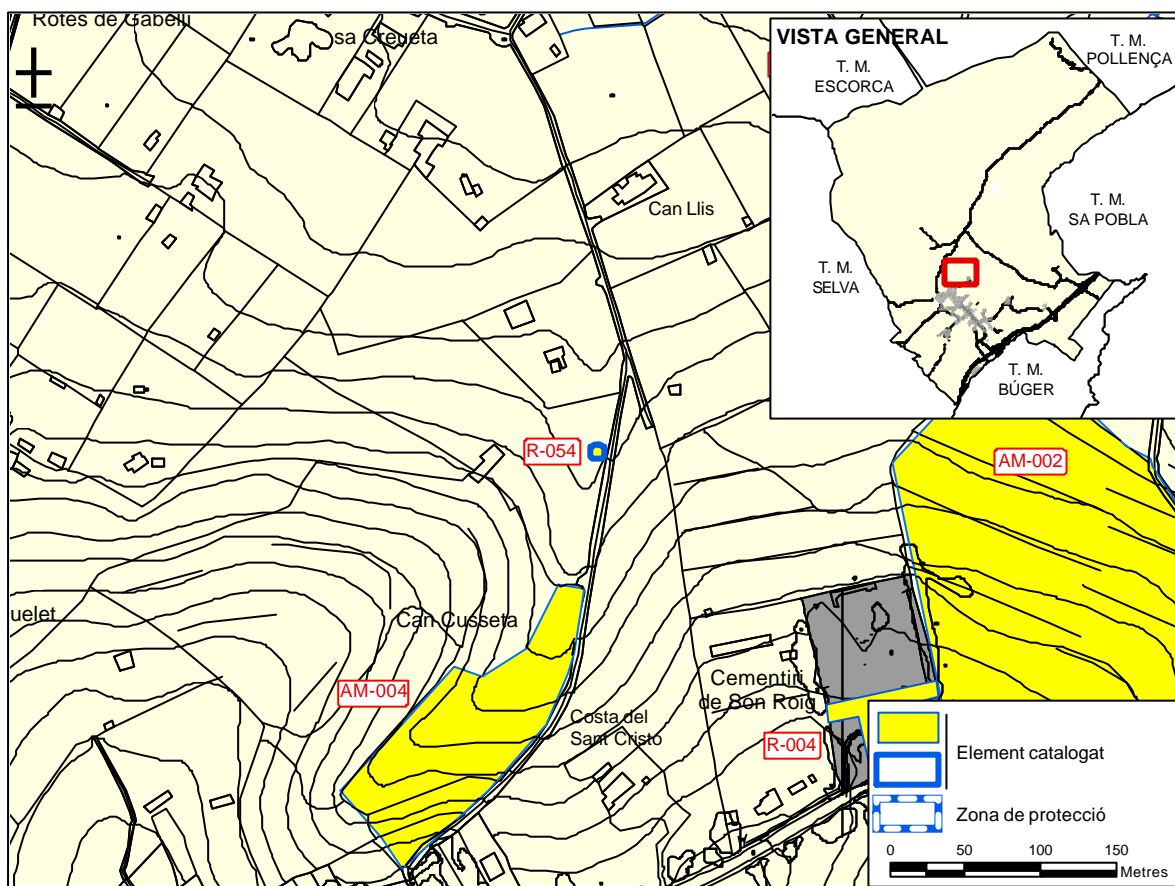 Rotes de Gabelli
sa Creueta
VISTA GENERAL
T. M.
POLLENÇA
T. M.
ESCORCA
T. M.
SA POBLA
T. M.
SELVA
T. M.
BÚGER
Can Llis
R-054
AM-002
uelet
Can Cusseta
AM-004
Cementiri
de Son Roig
Costa del
Sant Cristo
R-004
Element catalogat
Zona de protecció
0 50 100 150
Metres